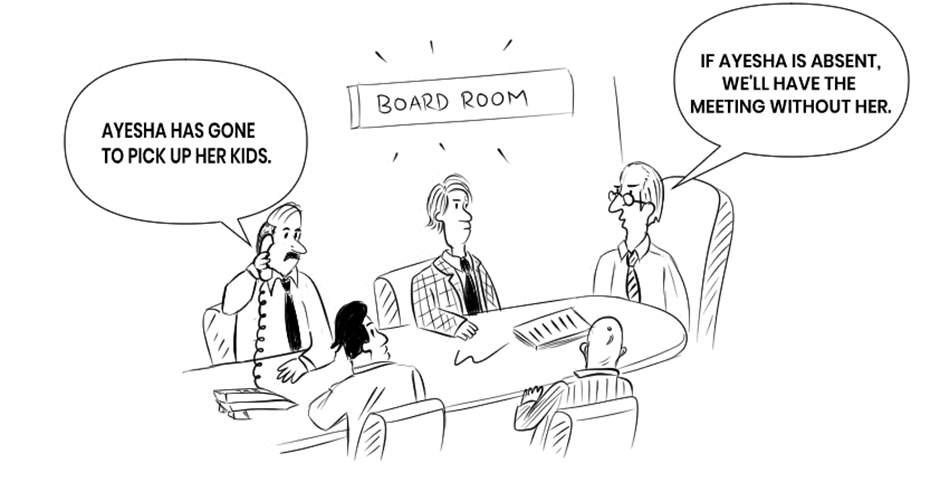 BOARD ROOM
AYESHA HAS GONE
TO PICK UP HER KIDS.
IF AYESHA IS ABSENT,
WE'LL HAVE THE
MEETING WITHOUT HER.